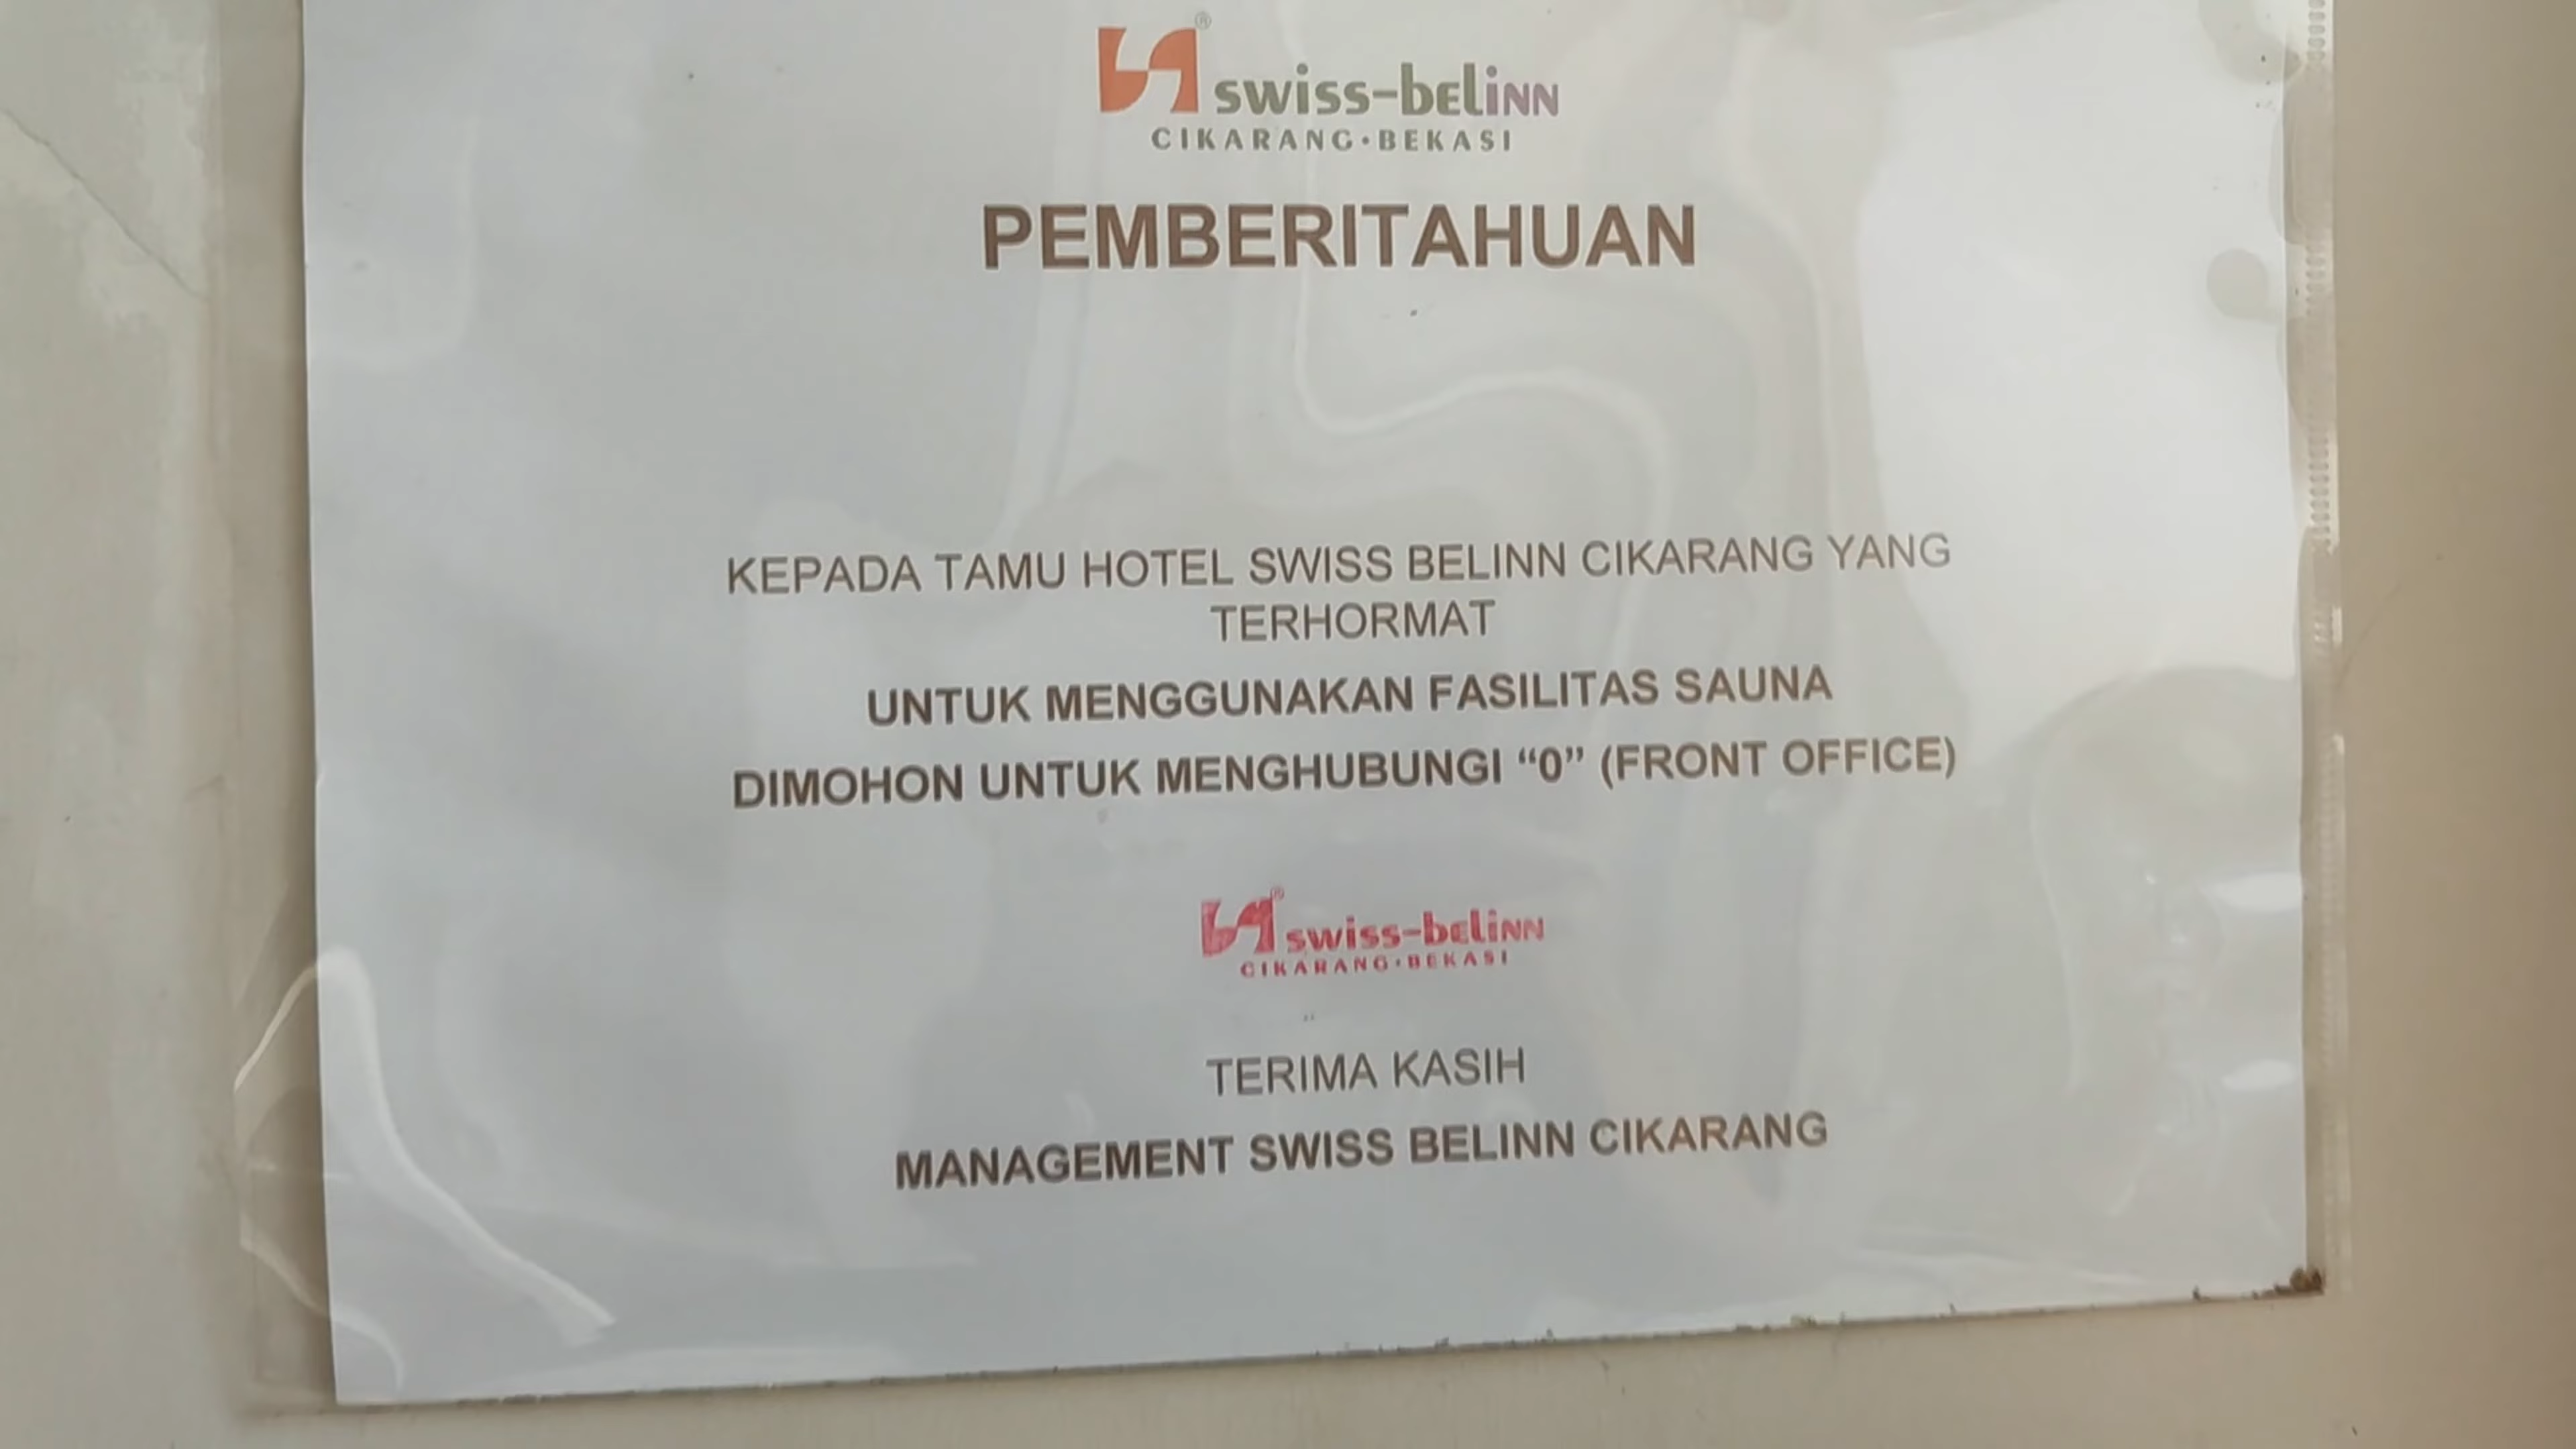 swiss-belinn
CIKARANG•BEKASI
PEMBERITAHUAN
KEPADA TAMU HOTEL SWISS BELINN CIKARANG YANG
TERHORMAT
UNTUK MENGGUNAKAN FASILITAS SAUNA
DIMOHON UNTUK MENGHUBUNGI “0” (FRONT OFFICE)
swiss-belinn
CIKARANG•BEKASI
TERIMA KASIH
MANAGEMENT SWISS BELINN CIKARANG